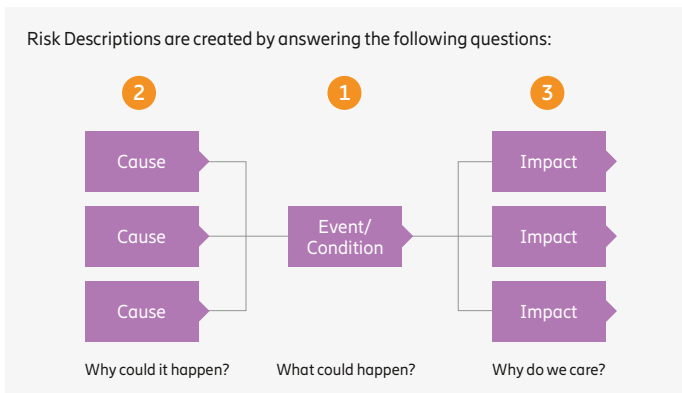 Risk Descriptions are created by answering the following questions:
2
1
3
Cause
Impact
Cause
Event/
Condition
Impact
Cause
Impact
Why could it happen?
What could happen?
Why do we care?